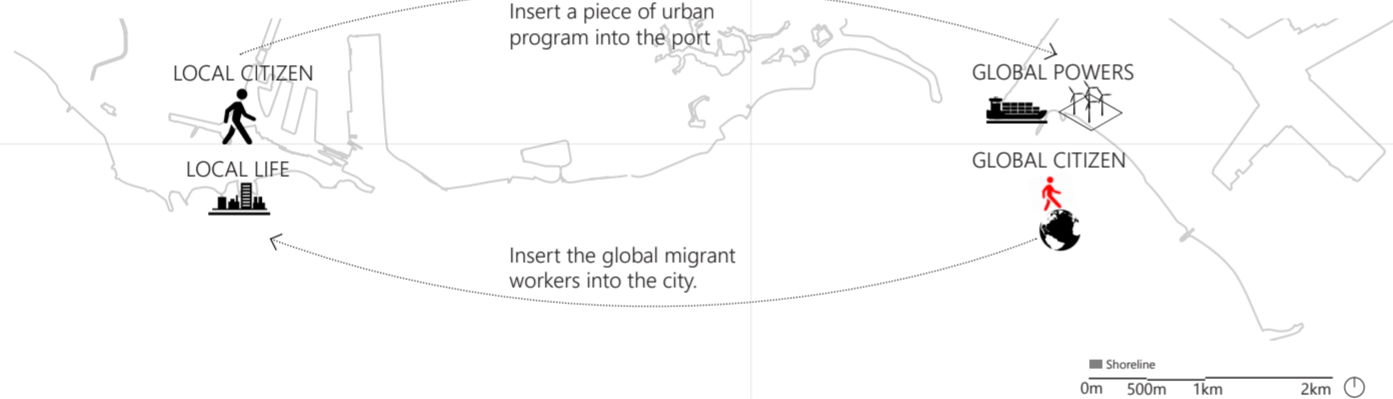 Insert a piece of urban
program into the port
LOCAL CITIZEN
GLOBAL POWERS
LOCAL LIFE
GLOBAL CITIZEN
Insert the global migrant
workers into the city.
Shoreline
0m 500m 1km 2km